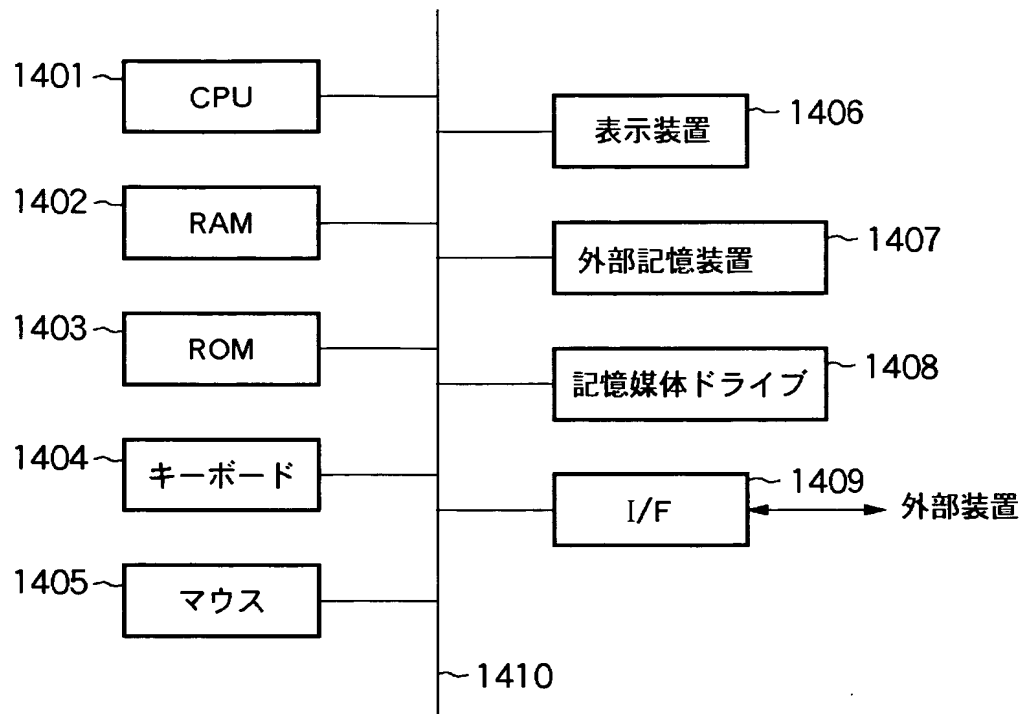 1401
CPU
1402
RAM
1403
ROM
1404
キーボード
1405
マウス
1406
表示装置
1407
外部記憶装置
1408
記憶媒体ドライブ
1409
I/F
外部装置
1410